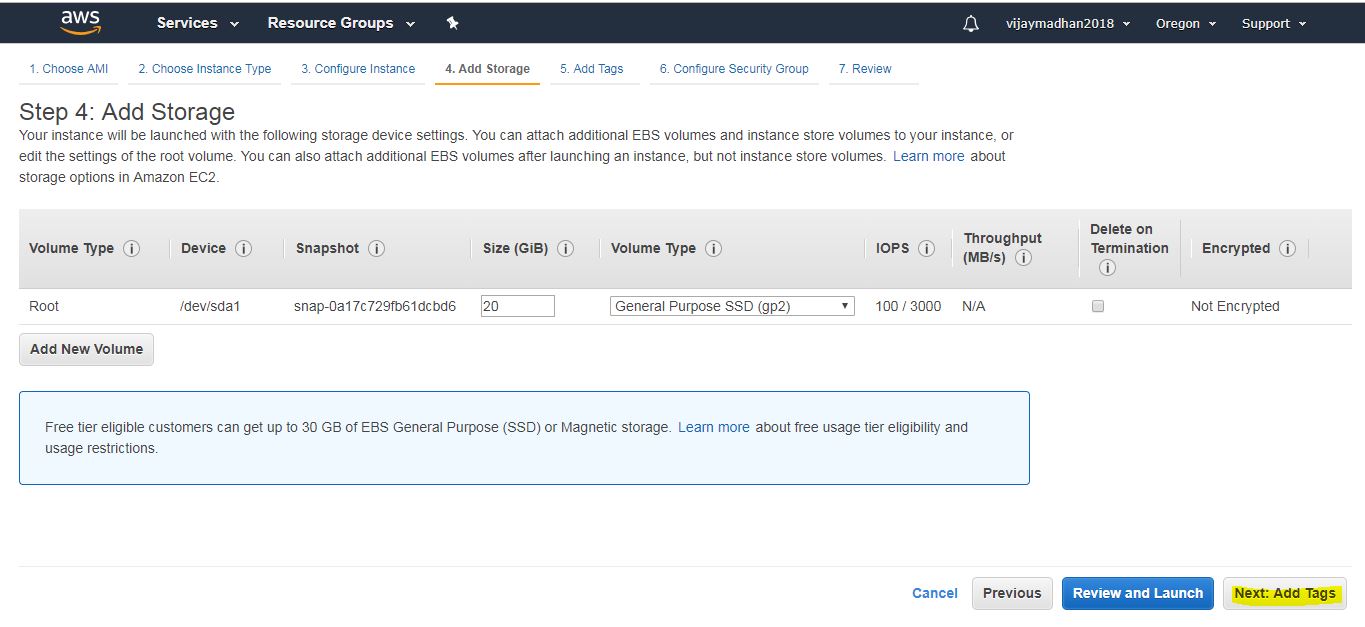 aws Services Resource Groups vijaymadhan2018 Oregon Support
1. Choose AMI 2. Choose Instance Type 3. Configure Instance 4. Add Storage 5. Add Tags 6. Configure Security Group 7. Review
Step 4: Add Storage
Your instance will be launched with the following storage device settings. You can attach additional EBS volumes and instance store volumes to your instance, or
edit the settings of the root volume. You can also attach additional EBS volumes after launching an instance, but not instance store volumes. Learn more about
storage options in Amazon EC2.
Volume Type i Device i Snapshot i Size (GiB) i Volume Type i IOPS i Throughput (MB/s) i Delete on Termination i Encrypted i
Root /dev/sda1 snap-0a17c729fb61dcbd6 20 General Purpose SSD (gp2) 100 / 3000 N/A Not Encrypted
Add New Volume
Free tier eligible customers can get up to 30 GB of EBS General Purpose (SSD) or Magnetic storage. Learn more about free usage tier eligibility and
usage restrictions.
Cancel Previous Review and Launch Next: Add Tags